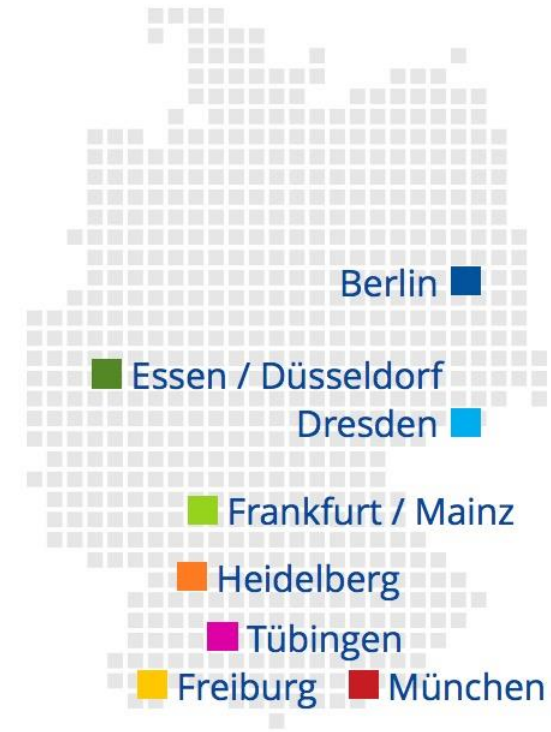 Berlin
Essen / Düsseldorf
Dresden
Frankfurt / Mainz
Heidelberg
Tübingen
Freiburg
München